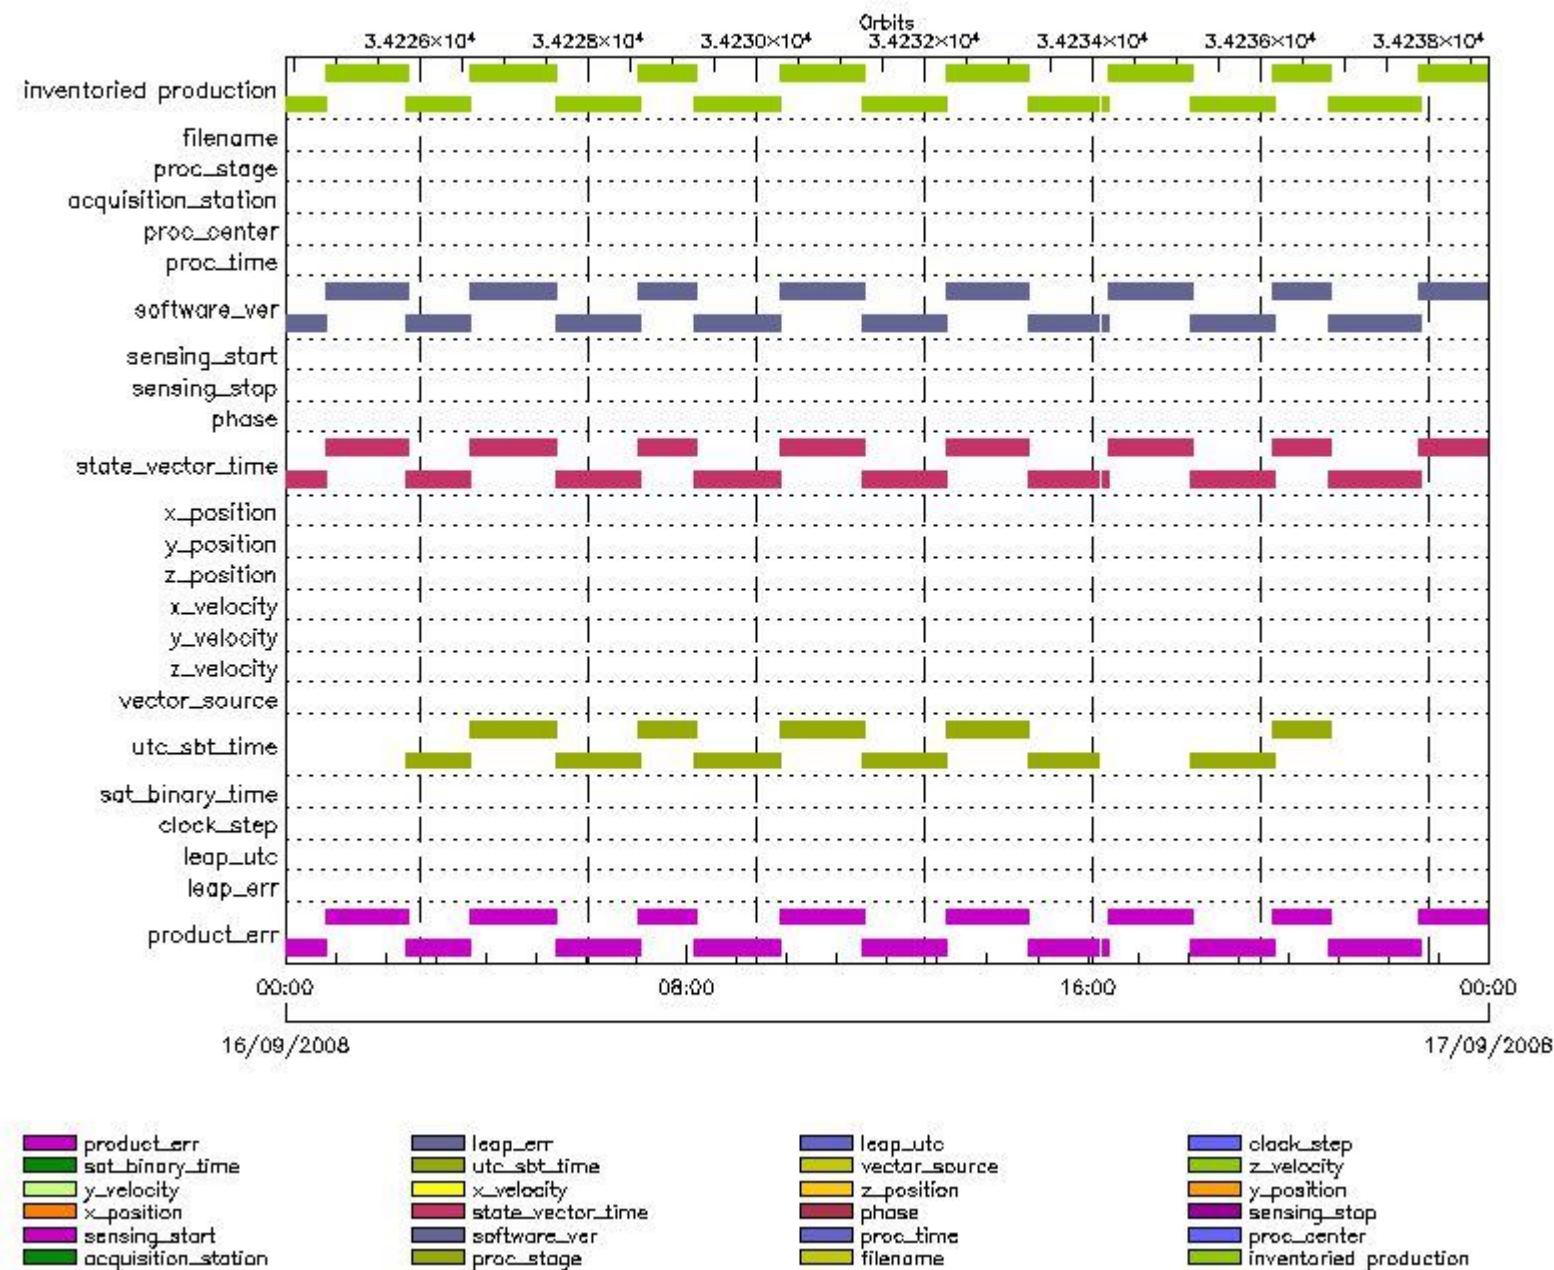 Orbits
3.4226×10⁴ 3.4228×10⁴ 3.4230×10⁴ 3.4232×10⁴ 3.4234×10⁴ 3.4236×10⁴ 3.4238×10⁴
inventoried production
filename
proc_stage
acquisition_station
proc_center
proc_time
software_ver
sensing_start
sensing_stop
phase
state_vector_time
x_position
y_position
z_position
x_velocity
y_velocity
z_velocity
vector_source
utc_sbt_time
sat_binary_time
clock_step
leap_utc
leap_err
product_err
00:00 08:00 16:00 00:00
16/09/2008 17/09/2008
product_err leap_err leap_utc clock_step
sat_binary_time utc_sbt_time vector_source z_velocity
y_velocity x_velocity z_position y_position
x_position state_vector_time phase sensing_stop
sensing_start software_ver proc_time proc_center
acquisition_station proc_stage filename inventoried production